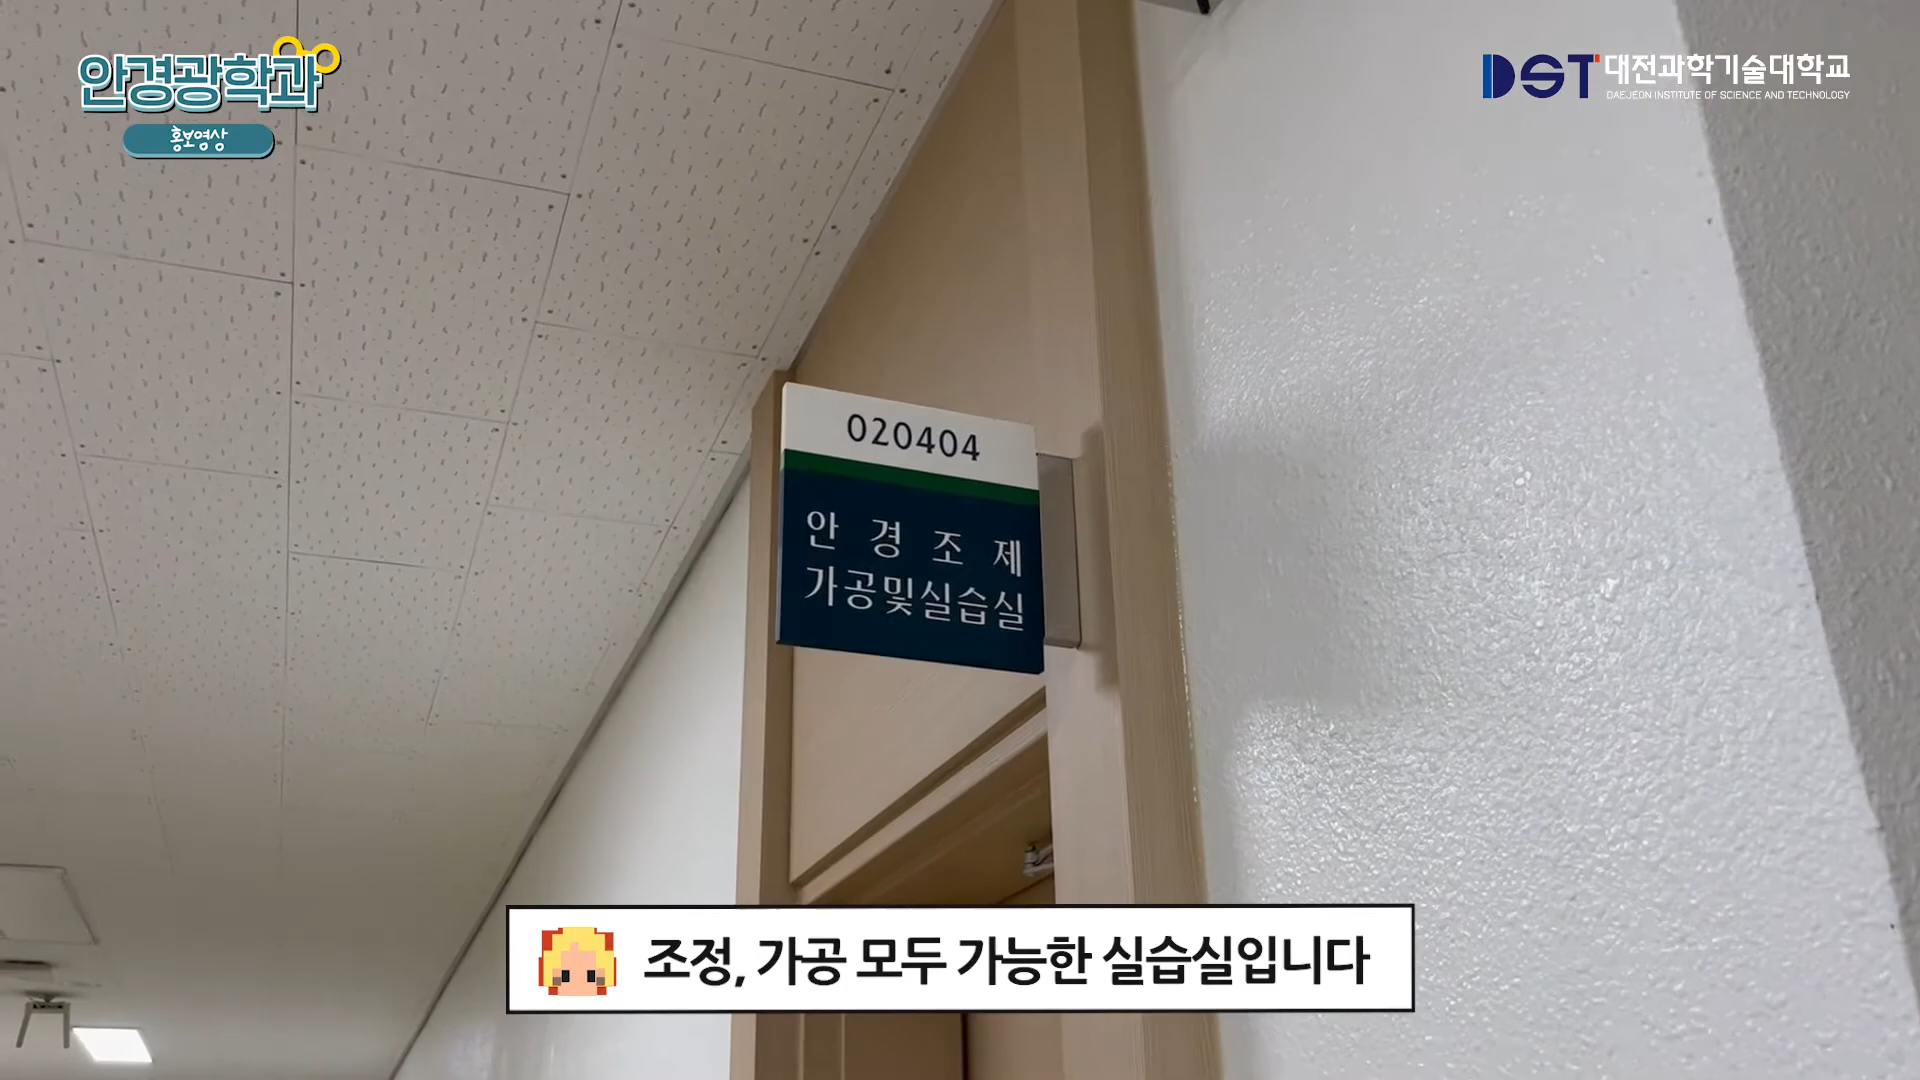 안경광학과
홍보영상
DST 대전과학기술대학교
DAEJEON INSTITUTE OF SCIENCE AND TECHNOLOGY
020404
안경조제
가공및실습실
조정, 가공 모두 가능한 실습실입니다